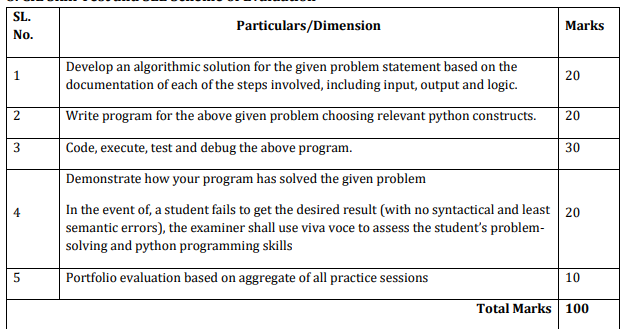 SL. No.
Particulars/Dimension
Marks
1
Develop an algorithmic solution for the given problem statement based on the
documentation of each of the steps involved, including input, output and logic.
20
2
Write program for the above given problem choosing relevant python constructs.
20
3
Code, execute, test and debug the above program.
30
4
Demonstrate how your program has solved the given problem
In the event of, a student fails to get the desired result (with no syntactical and least
semantic errors), the examiner shall use viva voce to assess the student's problem-
solving and python programming skills
20
5
Portfolio evaluation based on aggregate of all practice sessions
10
Total Marks
100